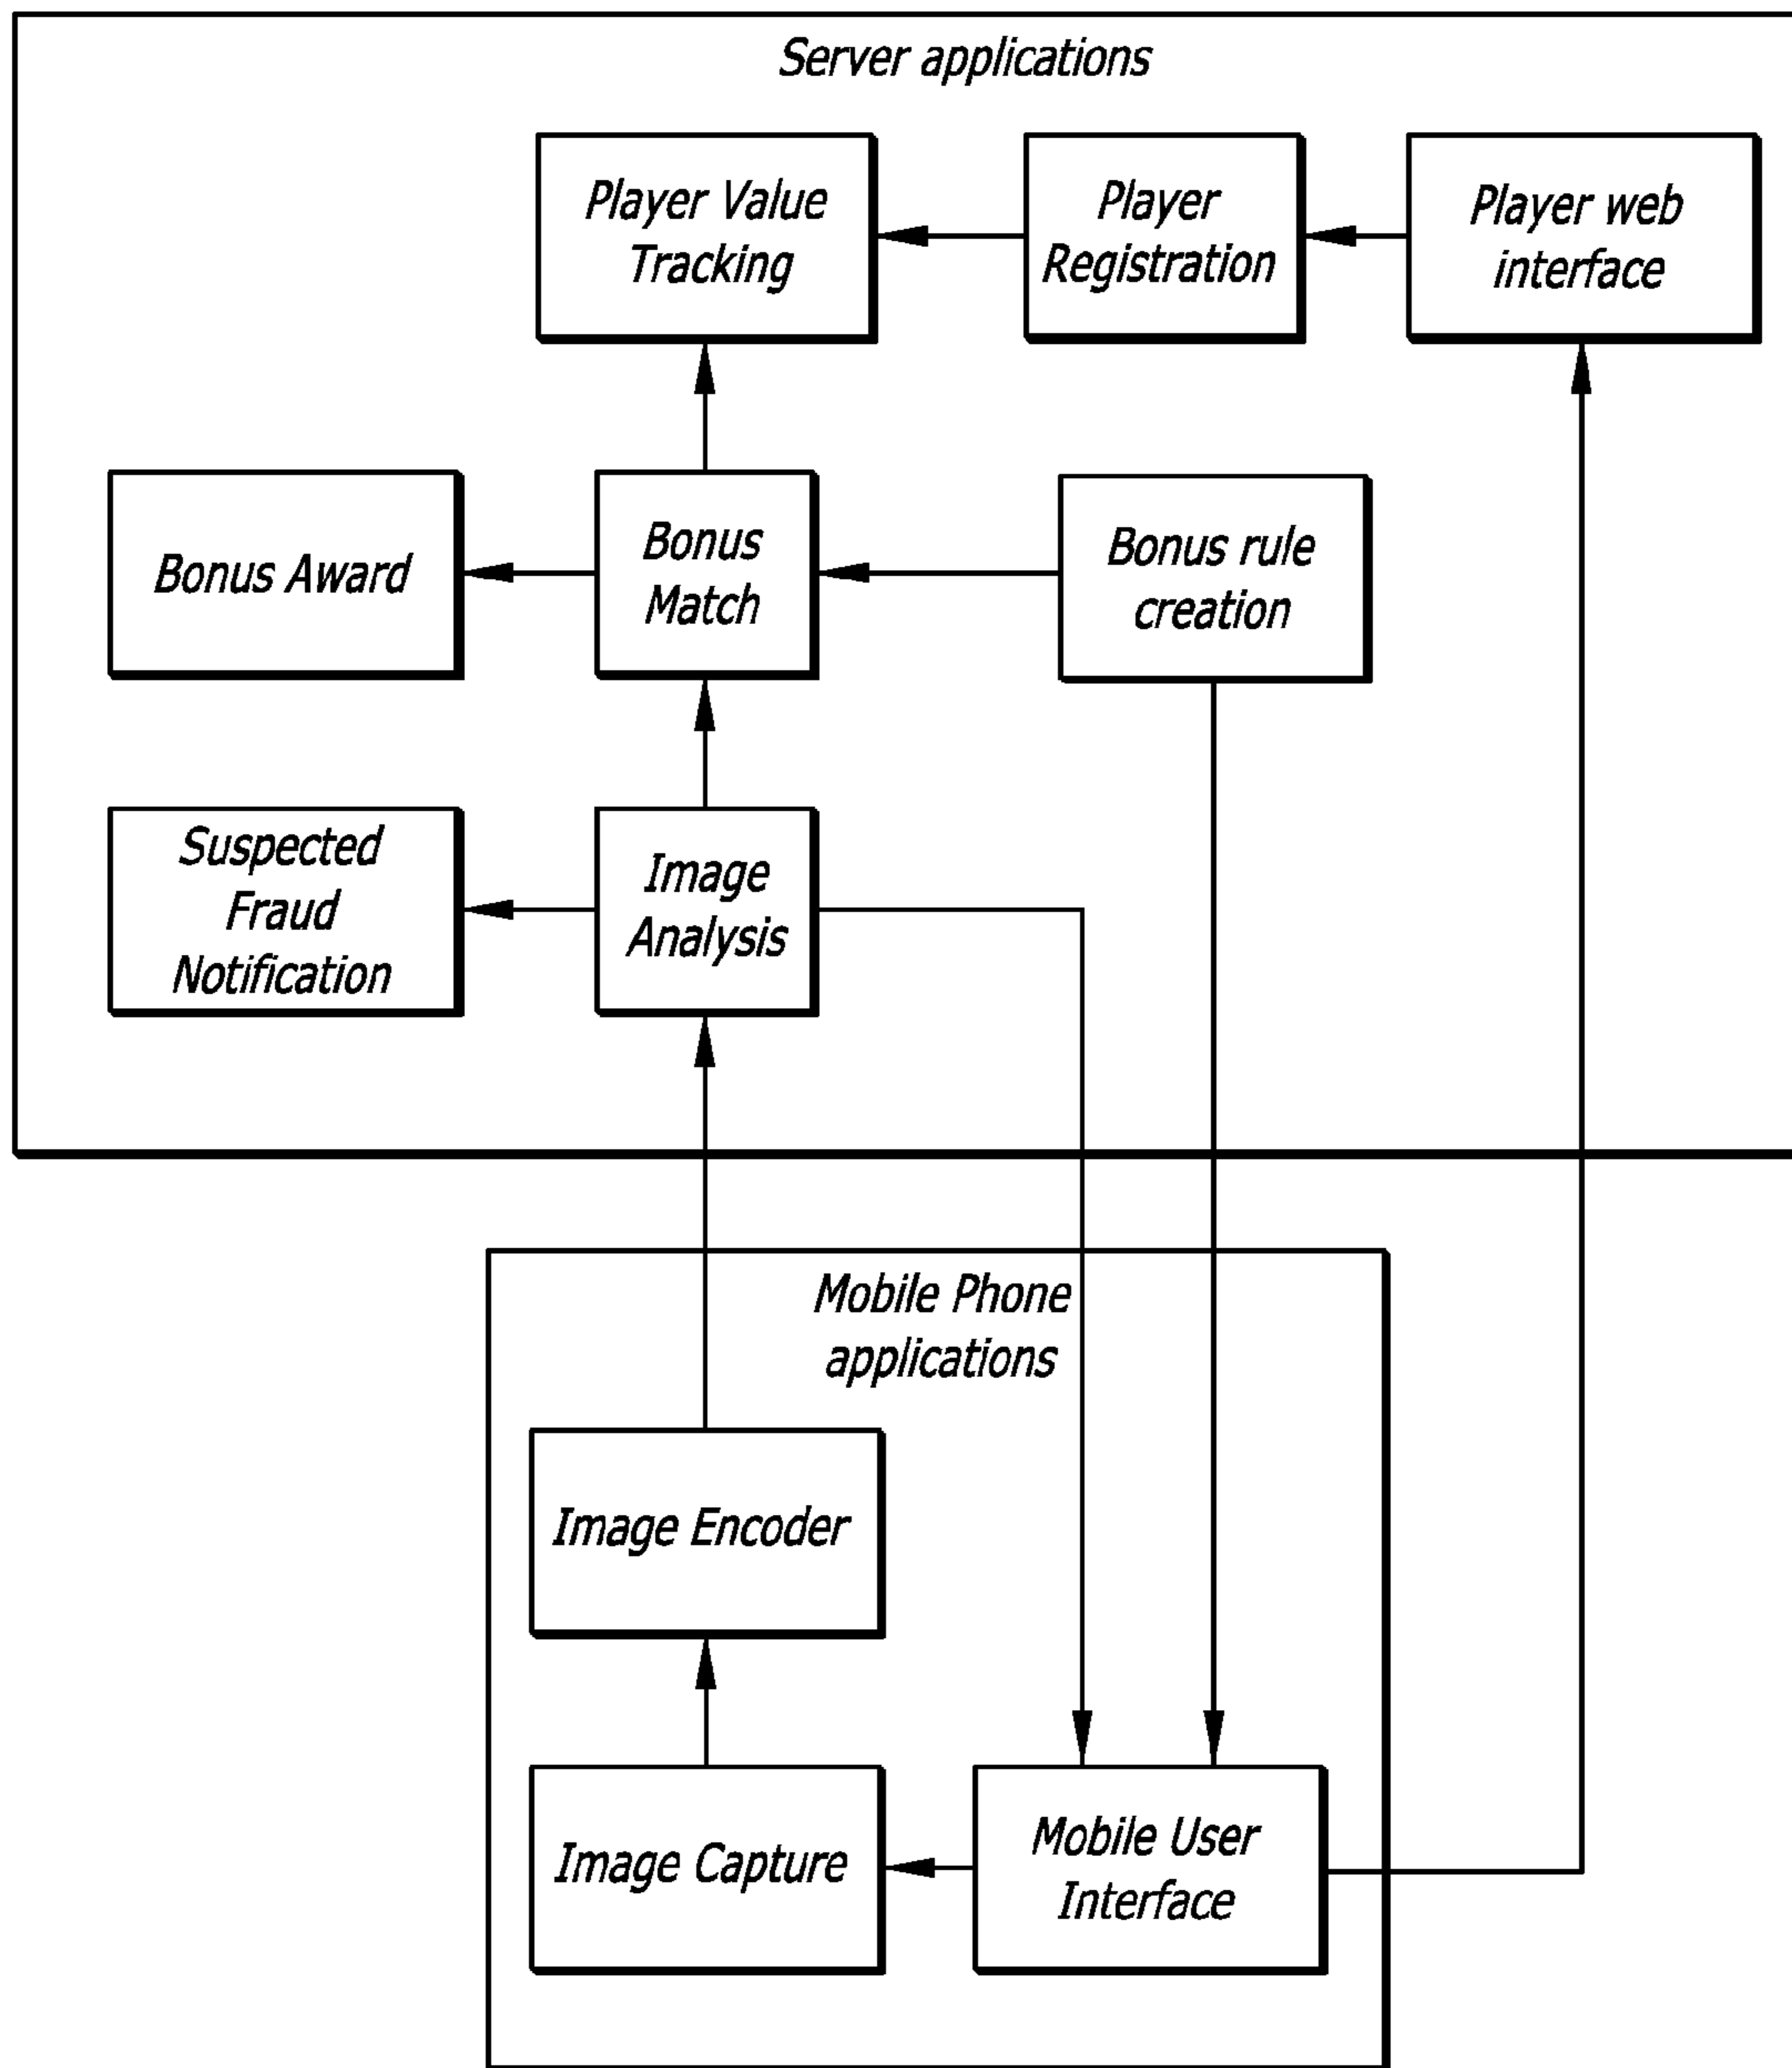 Server applications
Player Value
Tracking
Player
Registration
Player web
interface
Bonus Award
Bonus
Match
Bonus rule
creation
Suspected
Fraud
Notification
Image
Analysis
Mobile Phone
applications
Image Encoder
Image Capture
Mobile User
Interface